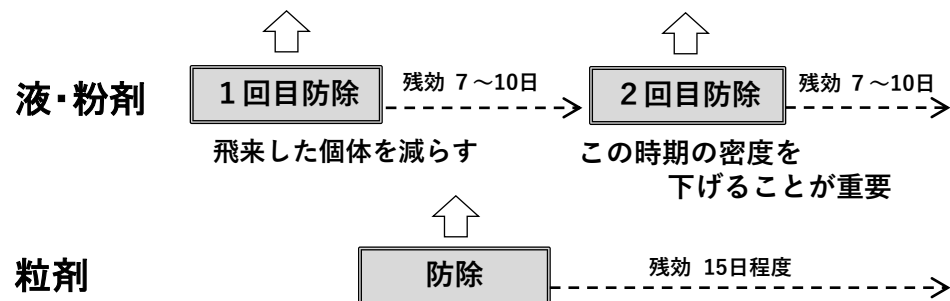 液・粉剤
１回目防除
残効 ７～10日
２回目防除
残効 ７～10日
飛来した個体を減らす
この時期の密度を
下げることが重要
粒剤
防除
残効 15日程度